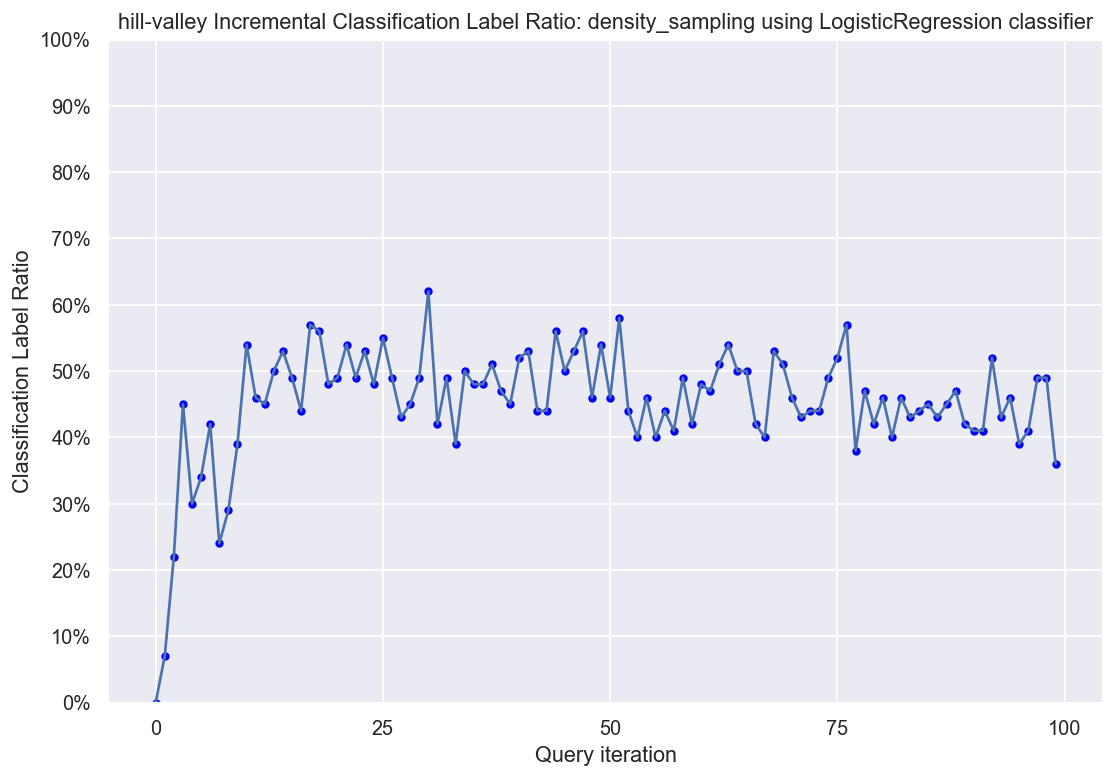 hill-valley Incremental Classification Label Ratio: density_sampling using LogisticRegression classifier
100%
90%
80%
70%
60%
50%
40%
30%
20%
10%
0%
Classification Label Ratio
0 25 50 75 100
Query iteration